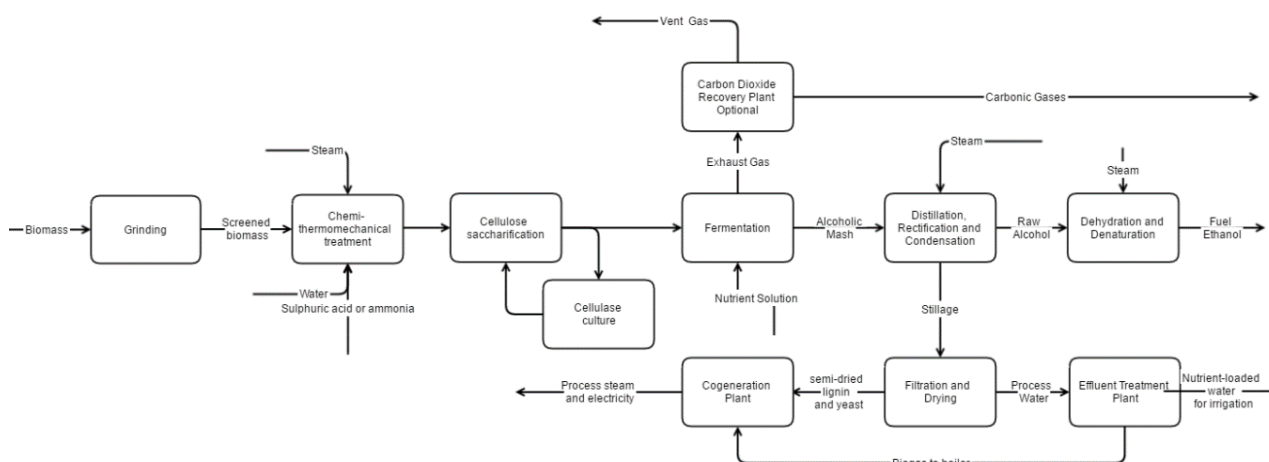 Vent Gas
Carbon Dioxide
Recovery Plant
Optional
Carbonic Gases
Exhaust Gas
Steam
Steam
Steam
Biomass
Grinding
Screened
biomass
Chemi-
thermomechanical
treatment
Cellulose
saccharification
Fermentation
Alcoholic
Mash
Distillation,
Rectification and
Condensation
Raw
Alcohol
Dehydration and
Denaturation
Fuel
Ethanol
Water
Sulphuric acid or ammonia
Cellulase
culture
Nutrient Solution
Stillage
Process steam
and electricity
Cogeneration
Plant
semi-dried
lignin
and yeast
Filtration and
Drying
Process
Water
Effluent Treatment
Plant
Nutrient-loaded
water
for irrigation
Biogas to boiler